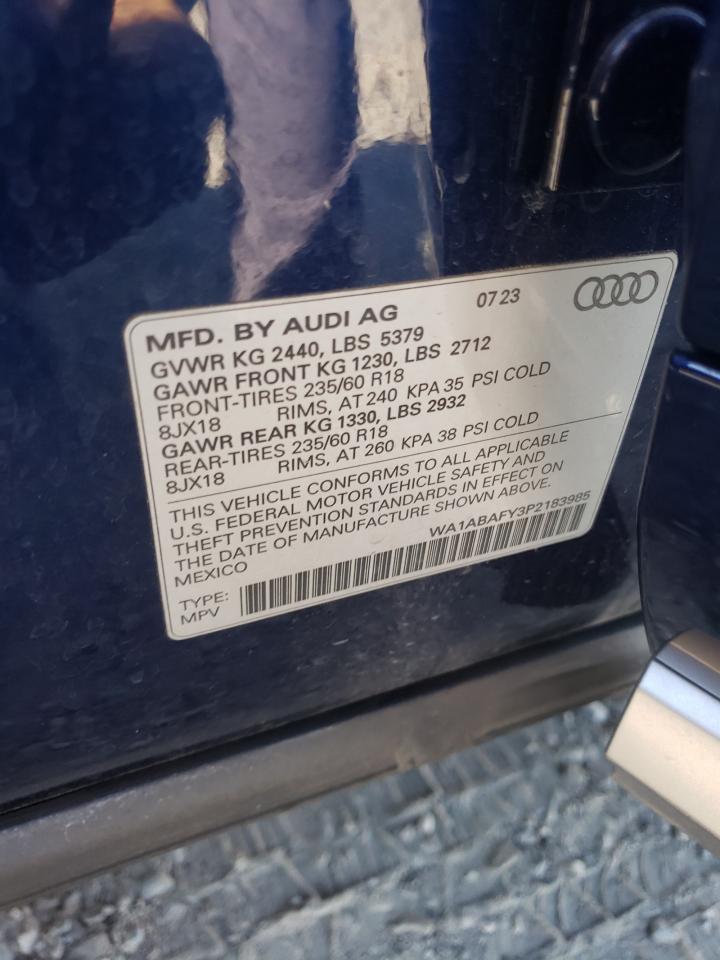 MFD. BY AUDI AG 07 23
GVWR KG 2440, LBS 5379
GAWR FRONT KG 1230, LBS 2712
FRONT-TIRES 235/60 R18
8JX18 RIMS, AT 240 KPA 35 PSI COLD
GAWR REAR KG 1330, LBS 2932
REAR-TIRES 235/60 R18
8JX18 RIMS, AT 260 KPA 38 PSI COLD
THIS VEHICLE CONFORMS TO ALL APPLICABLE
U.S. FEDERAL MOTOR VEHICLE SAFETY AND
THEFT PREVENTION STANDARDS IN EFFECT ON
THE DATE OF MANUFACTURE SHOWN ABOVE.
MEXICO WA1ABAFY3P2183985
TYPE:
MPV